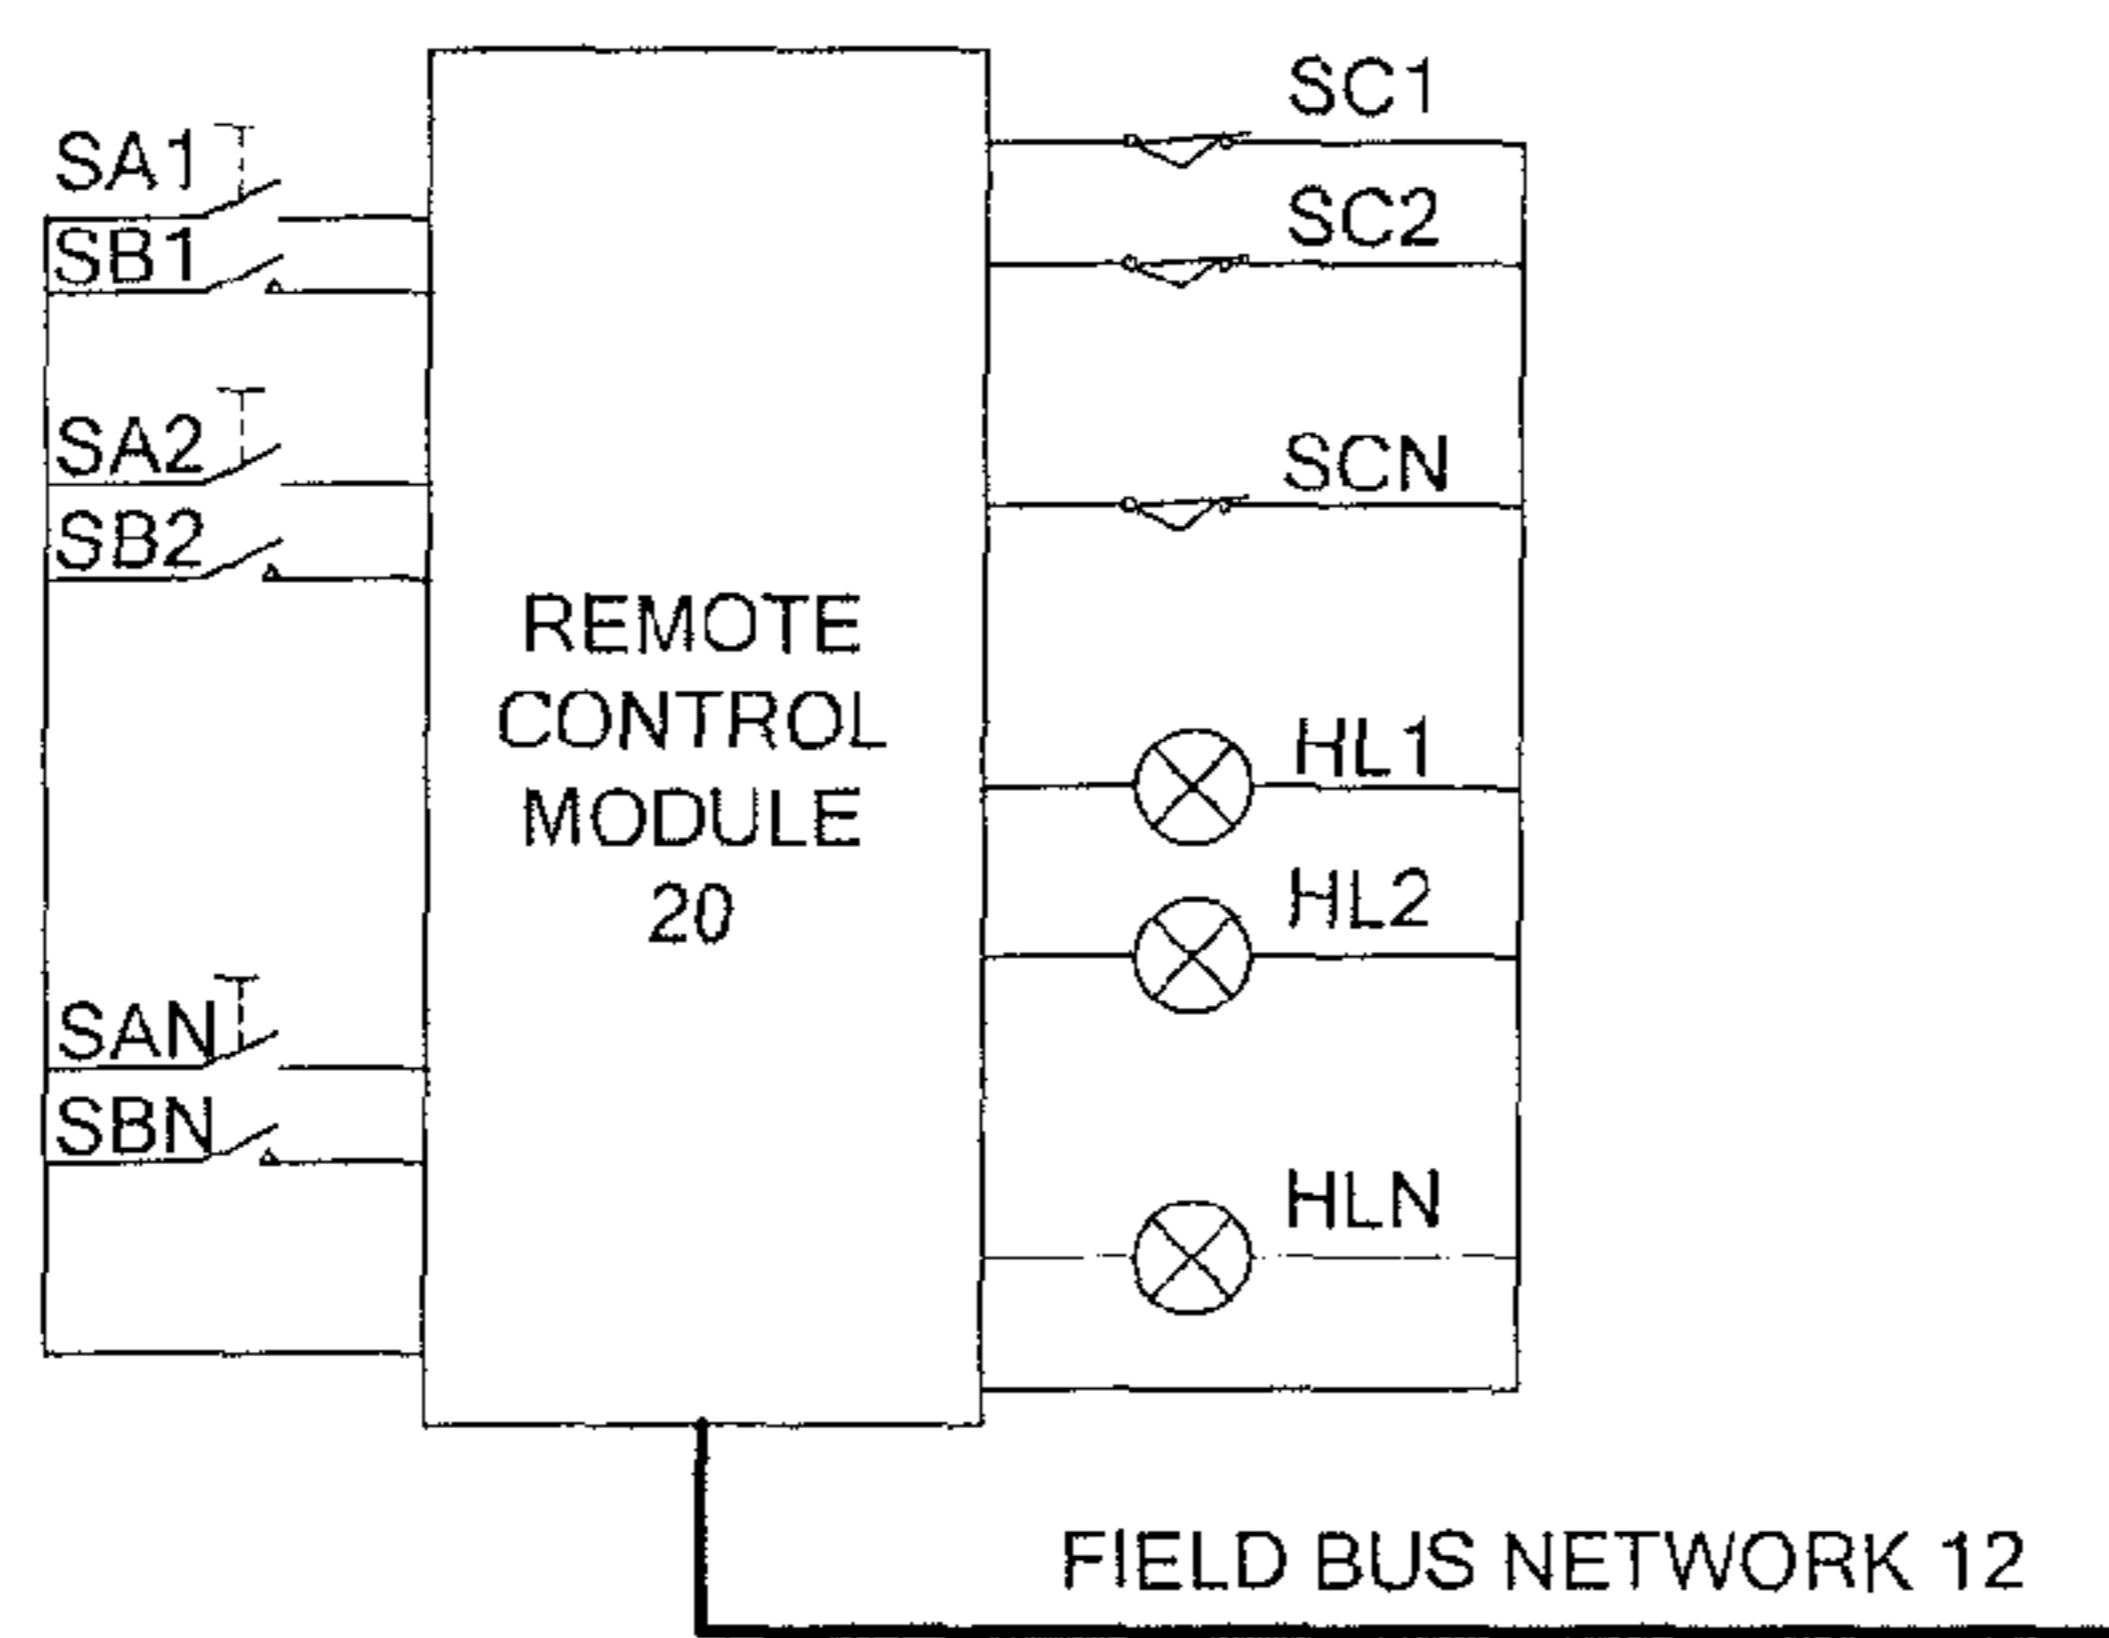 SA1
SB1
SA2
SB2
SAN
SBN
REMOTE
CONTROL
MODULE
20
SC1
SC2
SCN
HL1
HL2
HLN
FIELD BUS NETWORK 12